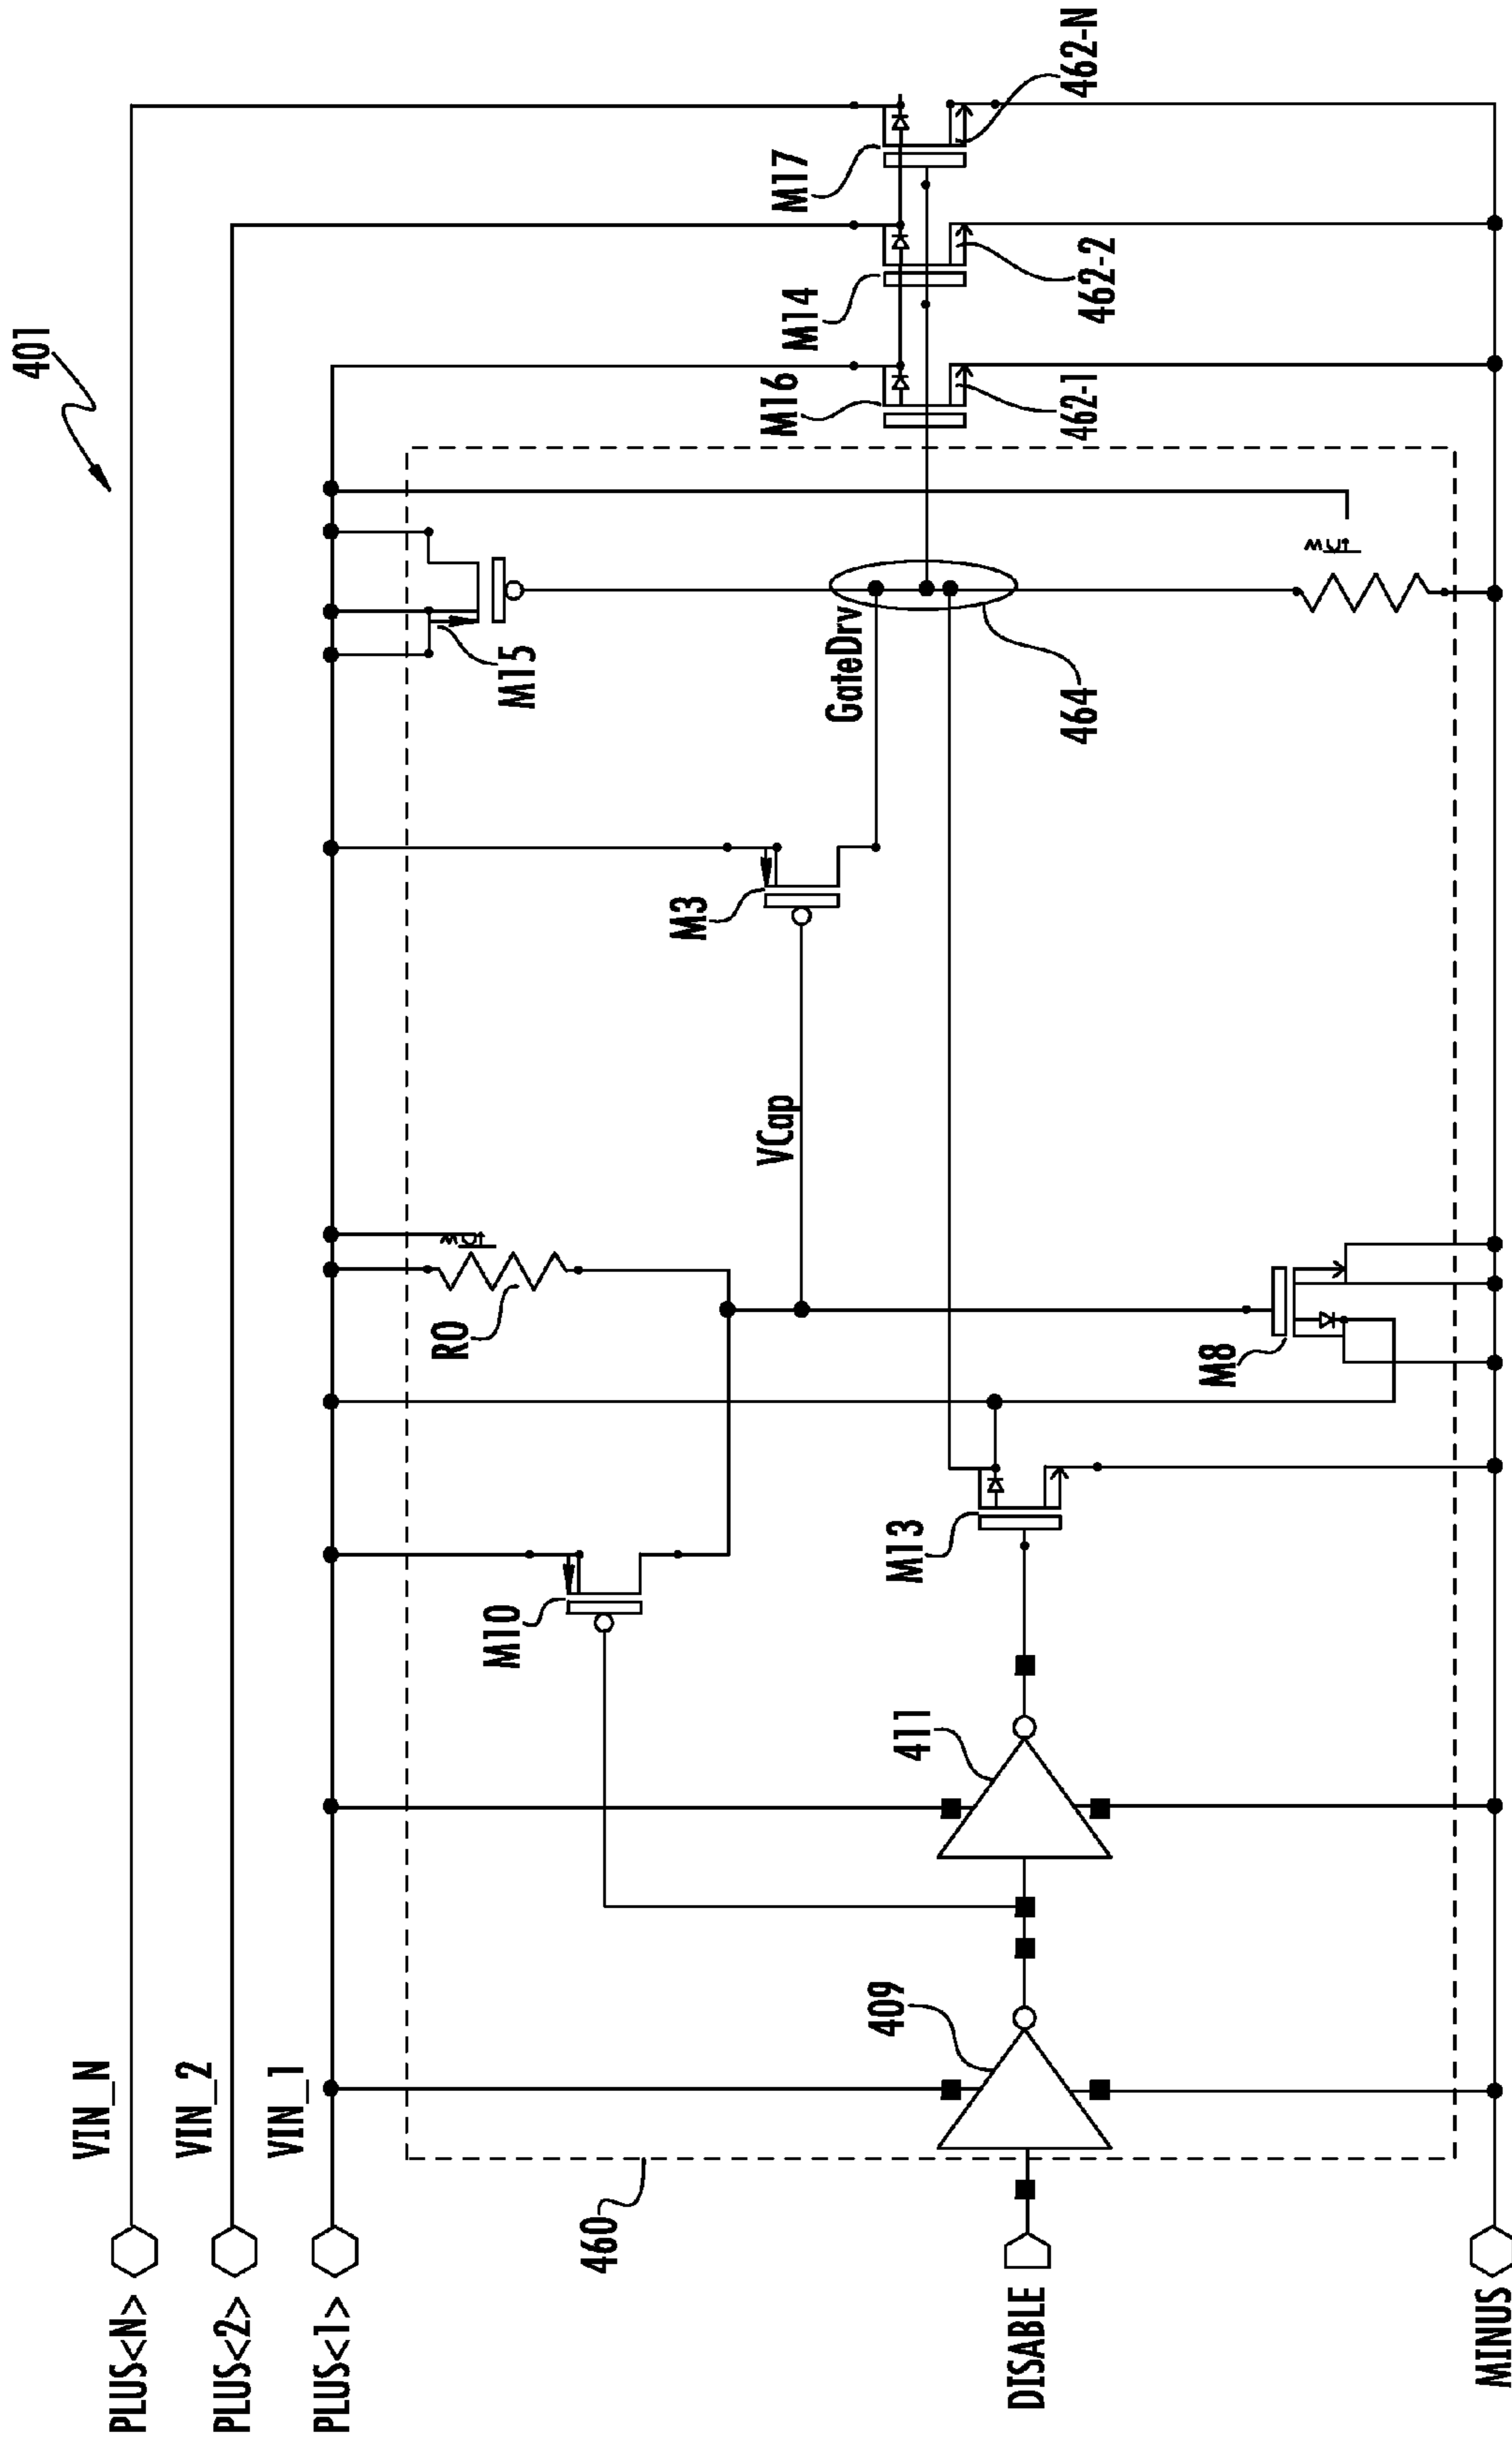 401
PLUS<N>
VIN_N
PLUS<2>
VIN_2
PLUS<1>
VIN_1
460
DISABLE
409
411
M10
M13
R0
M8
VCap
M3
GateDrv
464
M15
M16
462-1
M14
462-2
M17
462-N
MINUS